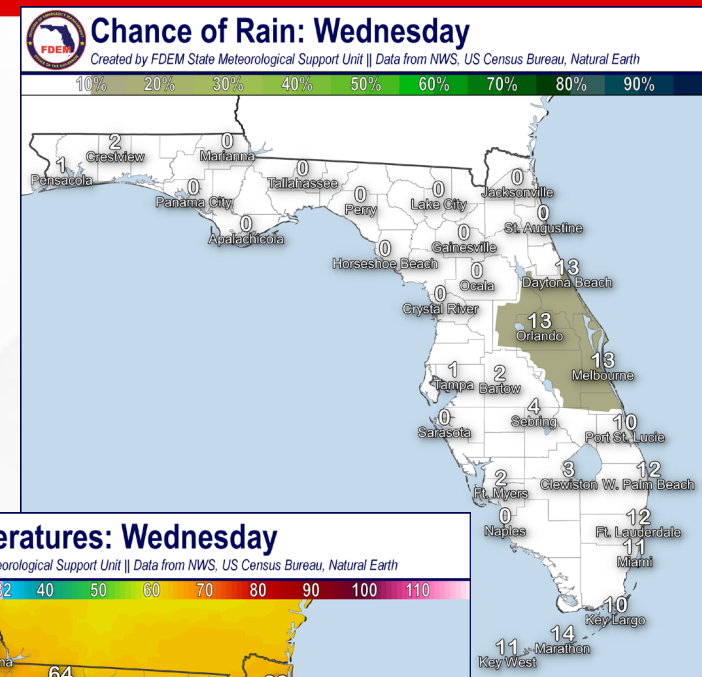 FDEM
Chance of Rain: Wednesday
Created by FDEM State Meteorological Support Unit || Data from NWS, US Census Bureau, Natural Earth
10% 20% 30% 40% 50% 60% 70% 80% 90%
2
Crestview
0
Marianna
1
Pensacola
0
Tallahassee
0
Panama City
0
Perry
0
Lake City
0
Jacksonville
0
St. Augustine
0
Apalachicola
0
Gainesville
0
Horseshoe Beach
0
Ocala
13
Daytona Beach
0
Crystal River
13
Orlando
13
Melbourne
1
Tampa
2
Bartow
4
Sebring
0
Sarasota
10
Port St. Lucie
3
Clewiston
12
W. Palm Beach
2
Ft. Myers
0
Naples
12
Ft. Lauderdale
11
Miami
10
Key Largo
14
Marathon
11
Key West
eratures: Wednesday
orological Support Unit || Data from NWS, US Census Bureau, Natural Earth
32 40 50 60 70 80 90 100 110
na
64